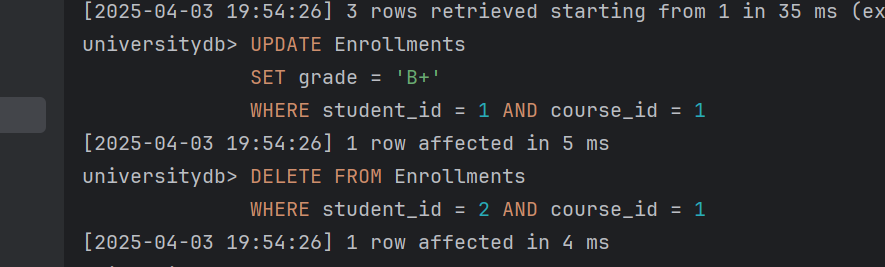 [2025-04-03 19:54:26] 3 rows retrieved starting from 1 in 35 ms (ex
universitydb> UPDATE Enrollments
SET grade = 'B+'
WHERE student_id = 1 AND course_id = 1
[2025-04-03 19:54:26] 1 row affected in 5 ms
universitydb> DELETE FROM Enrollments
WHERE student_id = 2 AND course_id = 1
[2025-04-03 19:54:26] 1 row affected in 4 ms